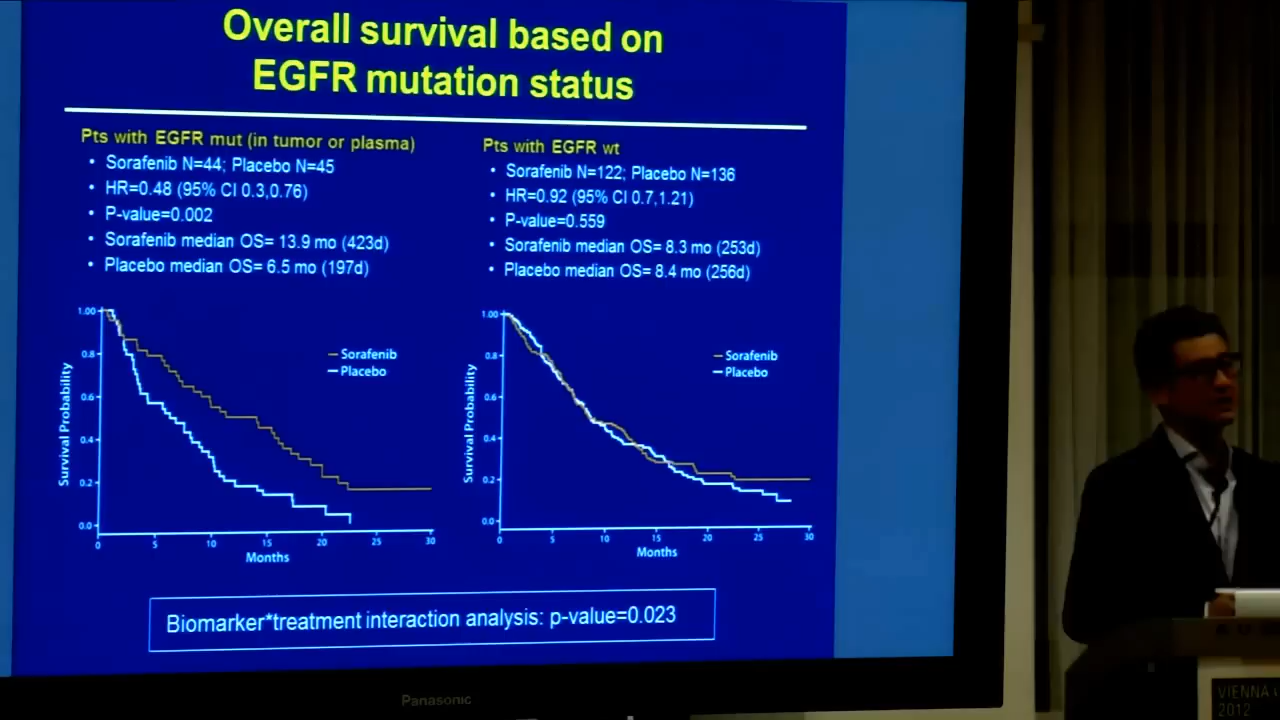 Overall survival based on
EGFR mutation status
Pts with EGFR mut (in tumor or plasma)
• Sorafenib N=44; Placebo N=45
• HR=0.48 (95% CI 0.3,0.76)
• P-value=0.002
• Sorafenib median OS= 13.9 mo (423d)
• Placebo median OS= 6.5 mo (197d)
Pts with EGFR wt
• Sorafenib N=122; Placebo N=136
• HR=0.92 (95% CI 0.7,1.21)
• P-value=0.559
• Sorafenib median OS= 8.3 mo (253d)
• Placebo median OS= 8.4 mo (256d)
Survival Probability
1.00
0.8
0.6
0.4
0.2
0.0
Sorafenib
Placebo
0 5 10 15 20 25 30
Months
Survival Probability
1.00
0.8
0.6
0.4
0.2
0.0
Sorafenib
Placebo
0 5 10 15 20 25 30
Months
Biomarker*treatment interaction analysis: p-value=0.023
Panasonic
VIENNA
2012